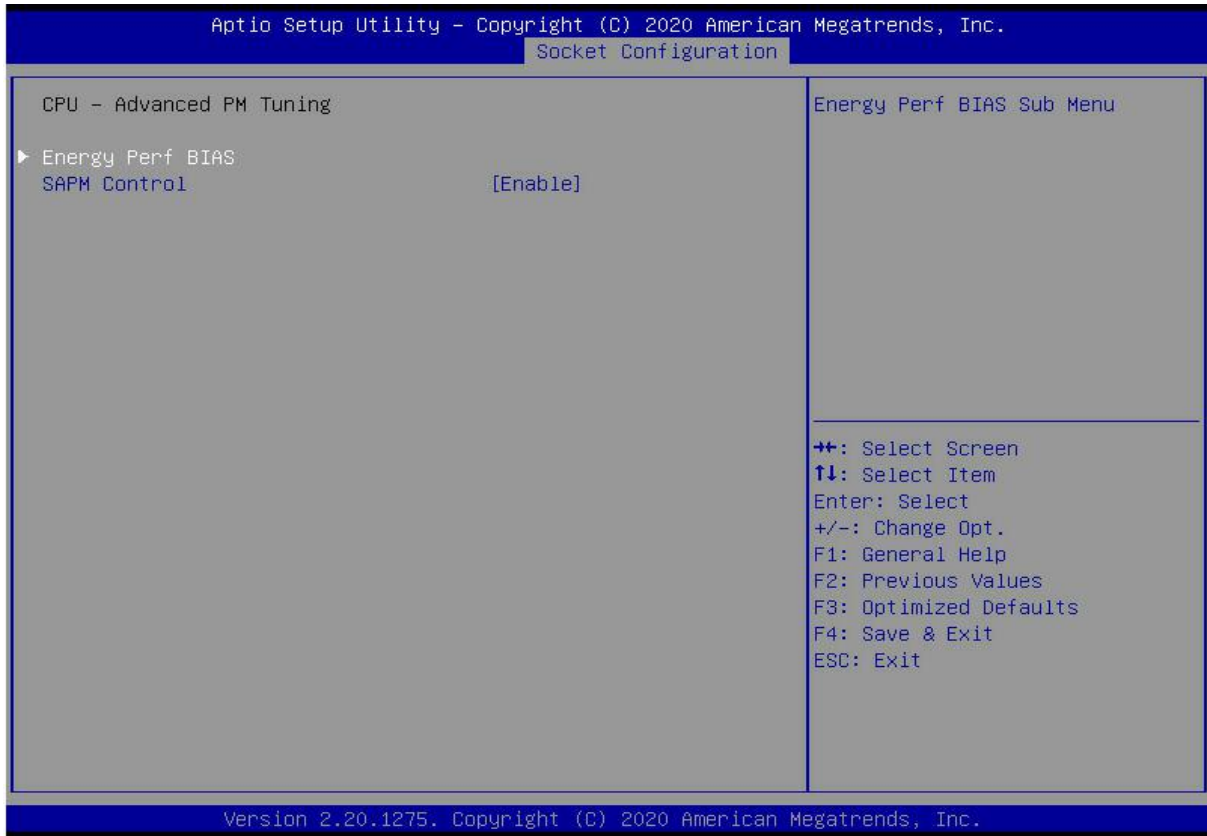 Aptio Setup Utility – Copyright (C) 2020 American Megatrends, Inc.
Socket Configuration
CPU – Advanced PM Tuning
▶ Energy Perf BIAS
SAPM Control [Enable]
Energy Perf BIAS Sub Menu
→←: Select Screen
↑↓: Select Item
Enter: Select
+/-: Change Opt.
F1: General Help
F2: Previous Values
F3: Optimized Defaults
F4: Save & Exit
ESC: Exit
Version 2.20.1275. Copyright (C) 2020 American Megatrends, Inc.